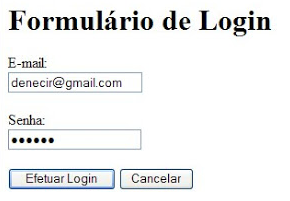 Formulário de Login
E-mail:
denecir@gmail.com
Senha:
●●●●●●
Efetuar Login Cancelar